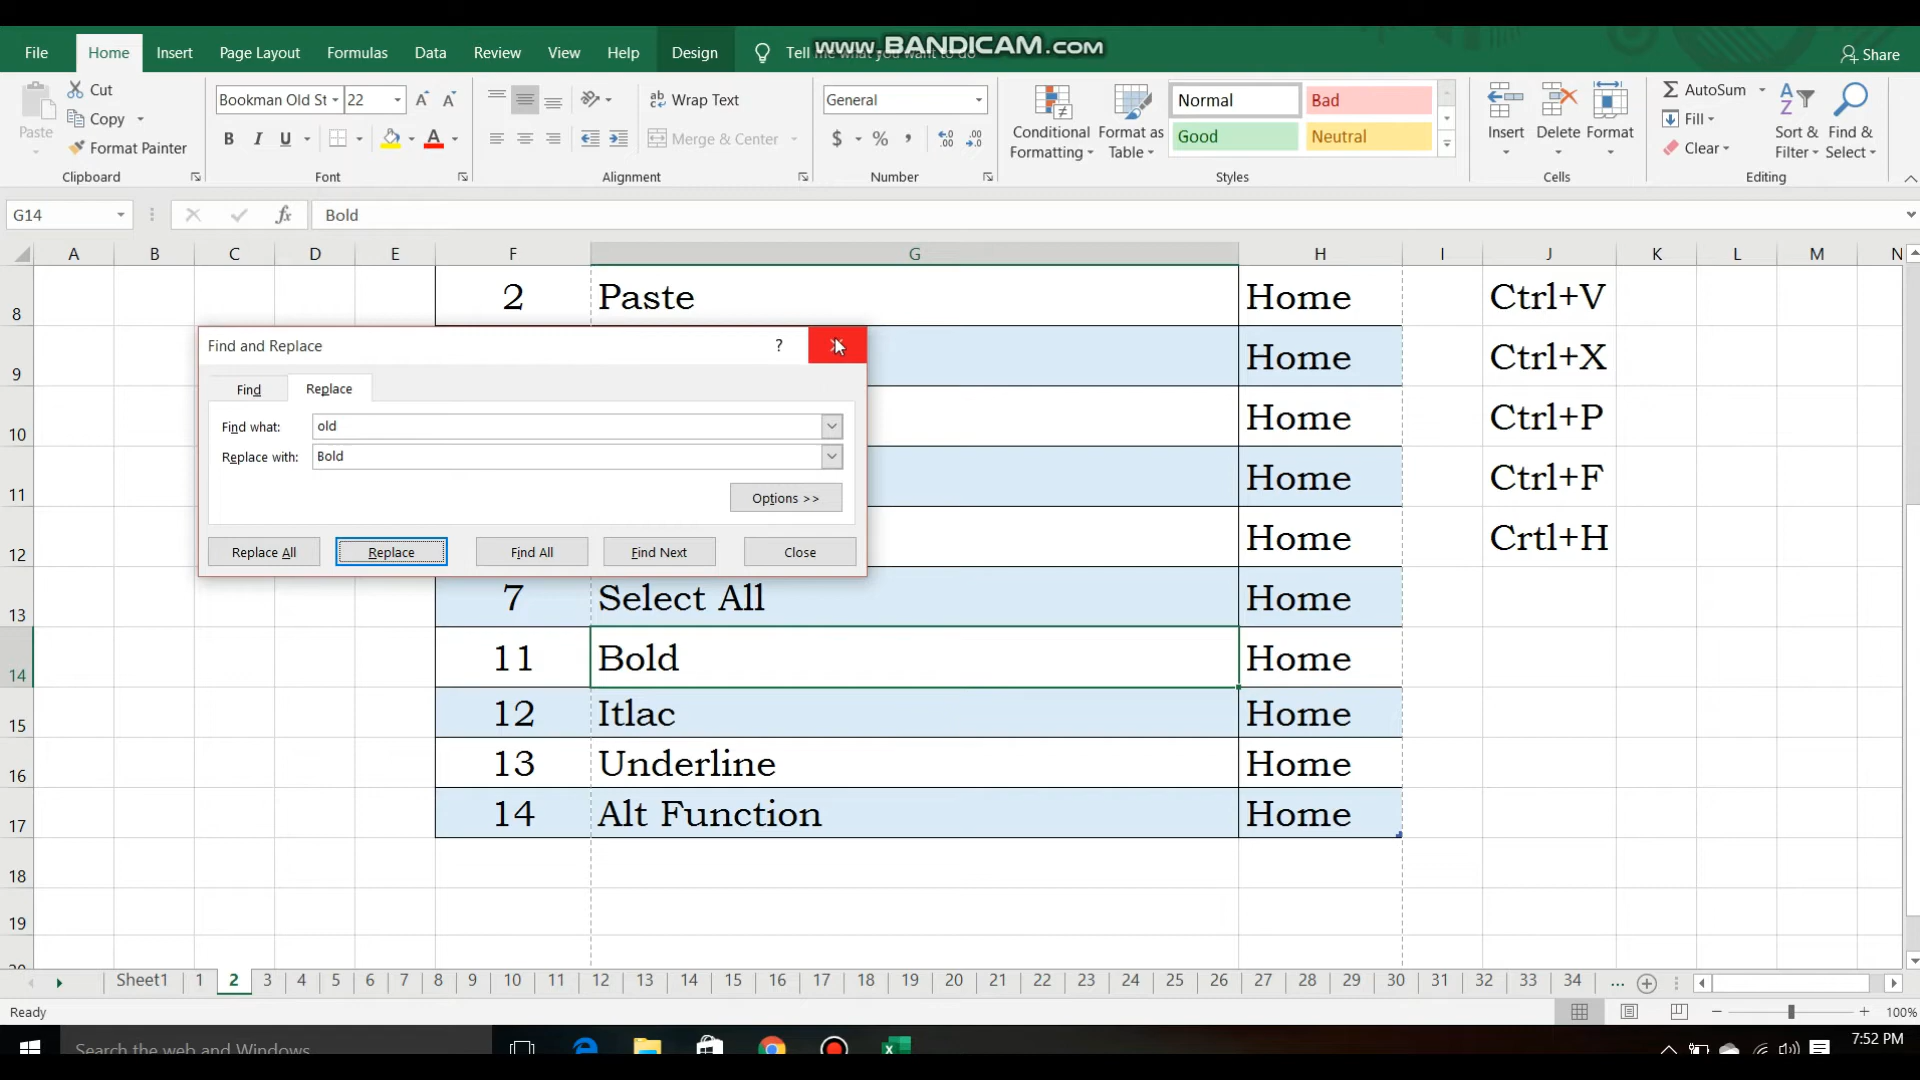 www.BANDICAM.com
File Home Insert Page Layout Formulas Data Review View Help Design Tell me what you want to do Share
Paste Cut Copy Format Painter Clipboard
Bookman Old St 22 B I U A Font
Wrap Text Merge & Center Alignment
General $ % , Number
Conditional Formatting Format as Table
Normal Bad Good Neutral Styles
Insert Delete Format Cells
AutoSum Fill Clear Sort & Filter Find & Select Editing
G14 fx Bold
A B C D E F G H I J K L M N
8 2 Paste Home Ctrl+V
9 Home Ctrl+X
10 Home Ctrl+P
11 Home Ctrl+F
12 Home Crtl+H
13 7 Select All Home
14 11 Bold Home
15 12 Itlac Home
16 13 Underline Home
17 14 Alt Function Home
18
19
20
Find and Replace ?
Find Replace
Find what: old
Replace with: Bold
Options >>
Replace All Replace Find All Find Next Close
Sheet1 1 2 3 4 5 6 7 8 9 10 11 12 13 14 15 16 17 18 19 20 21 22 23 24 25 26 27 28 29 30 31 32 33 34 ...
Ready 100%
Search the web and Windows 7:52 PM